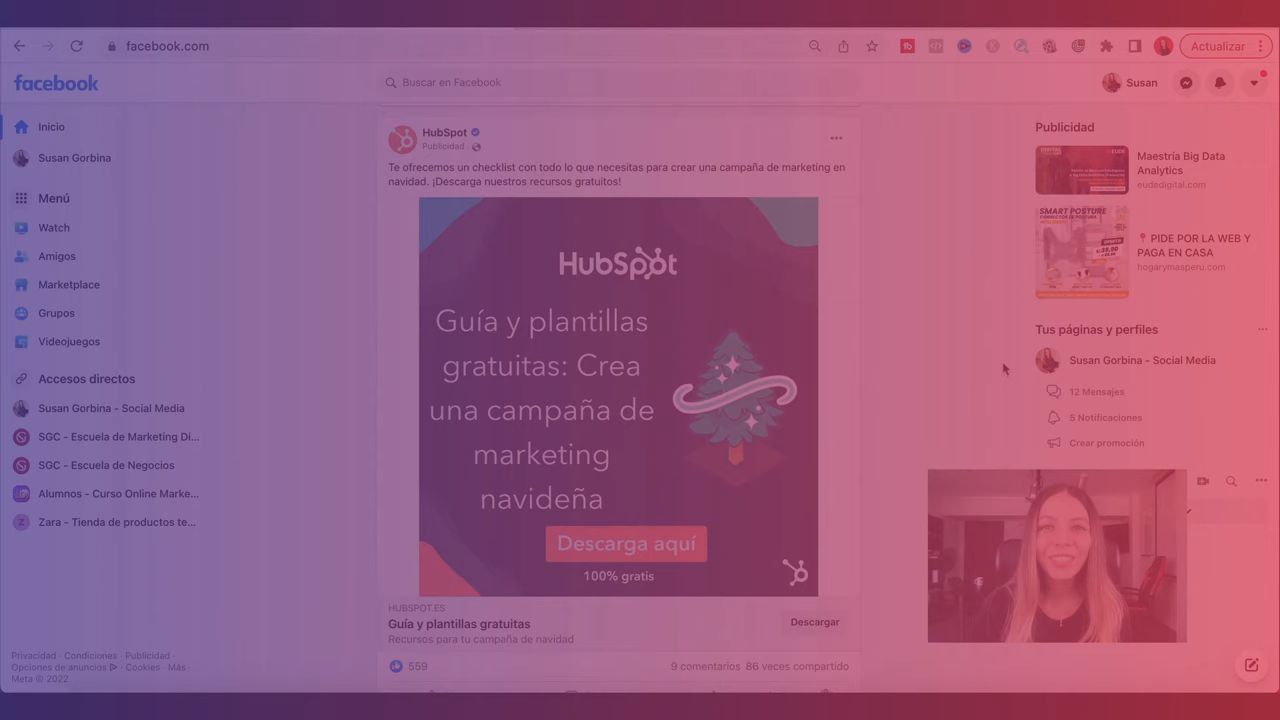 facebook.com
Actualizar
facebook
Buscar en Facebook
Susan
Inicio
Susan Gorbina
Menú
Watch
Amigos
Marketplace
Grupos
Videojuegos
Accesos directos
Susan Gorbina - Social Media
SGC - Escuela de Marketing Di...
SGC - Escuela de Negocios
Alumnos - Curso Online Marke...
Z
Zara - Tienda de productos te...
Privacidad · Condiciones · Publicidad ·
Opciones de anuncios · Cookies · Más ·
Meta © 2022
HubSpot
Publicidad ·
Te ofrecemos un checklist con todo lo que necesitas para crear una campaña de marketing en
navidad. ¡Descarga nuestros recursos gratuitos!
HubSpot
Guía y plantillas
gratuitas: Crea
una campaña de
marketing
navideña
Descarga aquí
100% gratis
HUBSPOT.ES
Guía y plantillas gratuitas
Recursos para tu campaña de navidad
Descargar
559
9 comentarios 86 veces compartido
Publicidad
Maestría Big Data
Analytics
eudedigital.com
SMART POSTURE
PIDE POR LA WEB Y
PAGA EN CASA
hogarymasperu.com
Tus páginas y perfiles
Susan Gorbina - Social Media
12 Mensajes
5 Notificaciones
Crear promoción